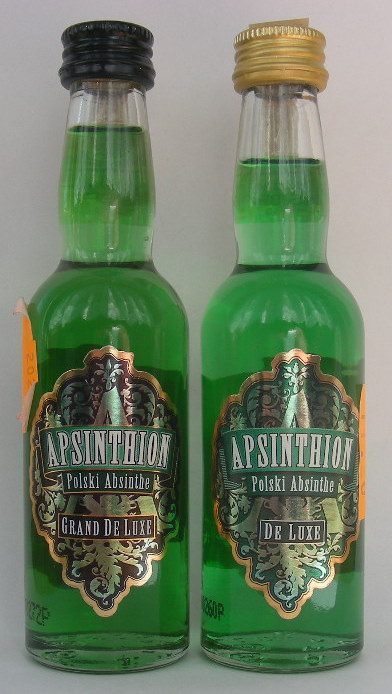 APSINTHION
Polski Absinthe
GRAND DE LUXE
APSINTHION
Polski Absinthe
DE LUXE